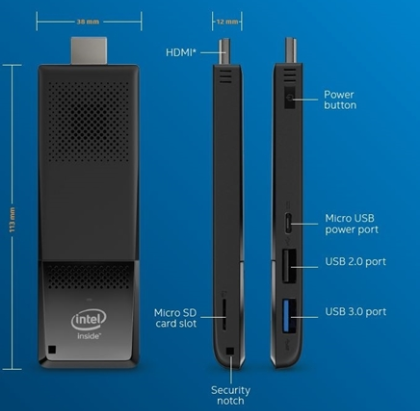 38 mm
12 mm
HDMI*
Power
button
113 mm
Micro USB
power port
USB 2.0 port
Micro SD
card slot
USB 3.0 port
intel
inside®
Security
notch